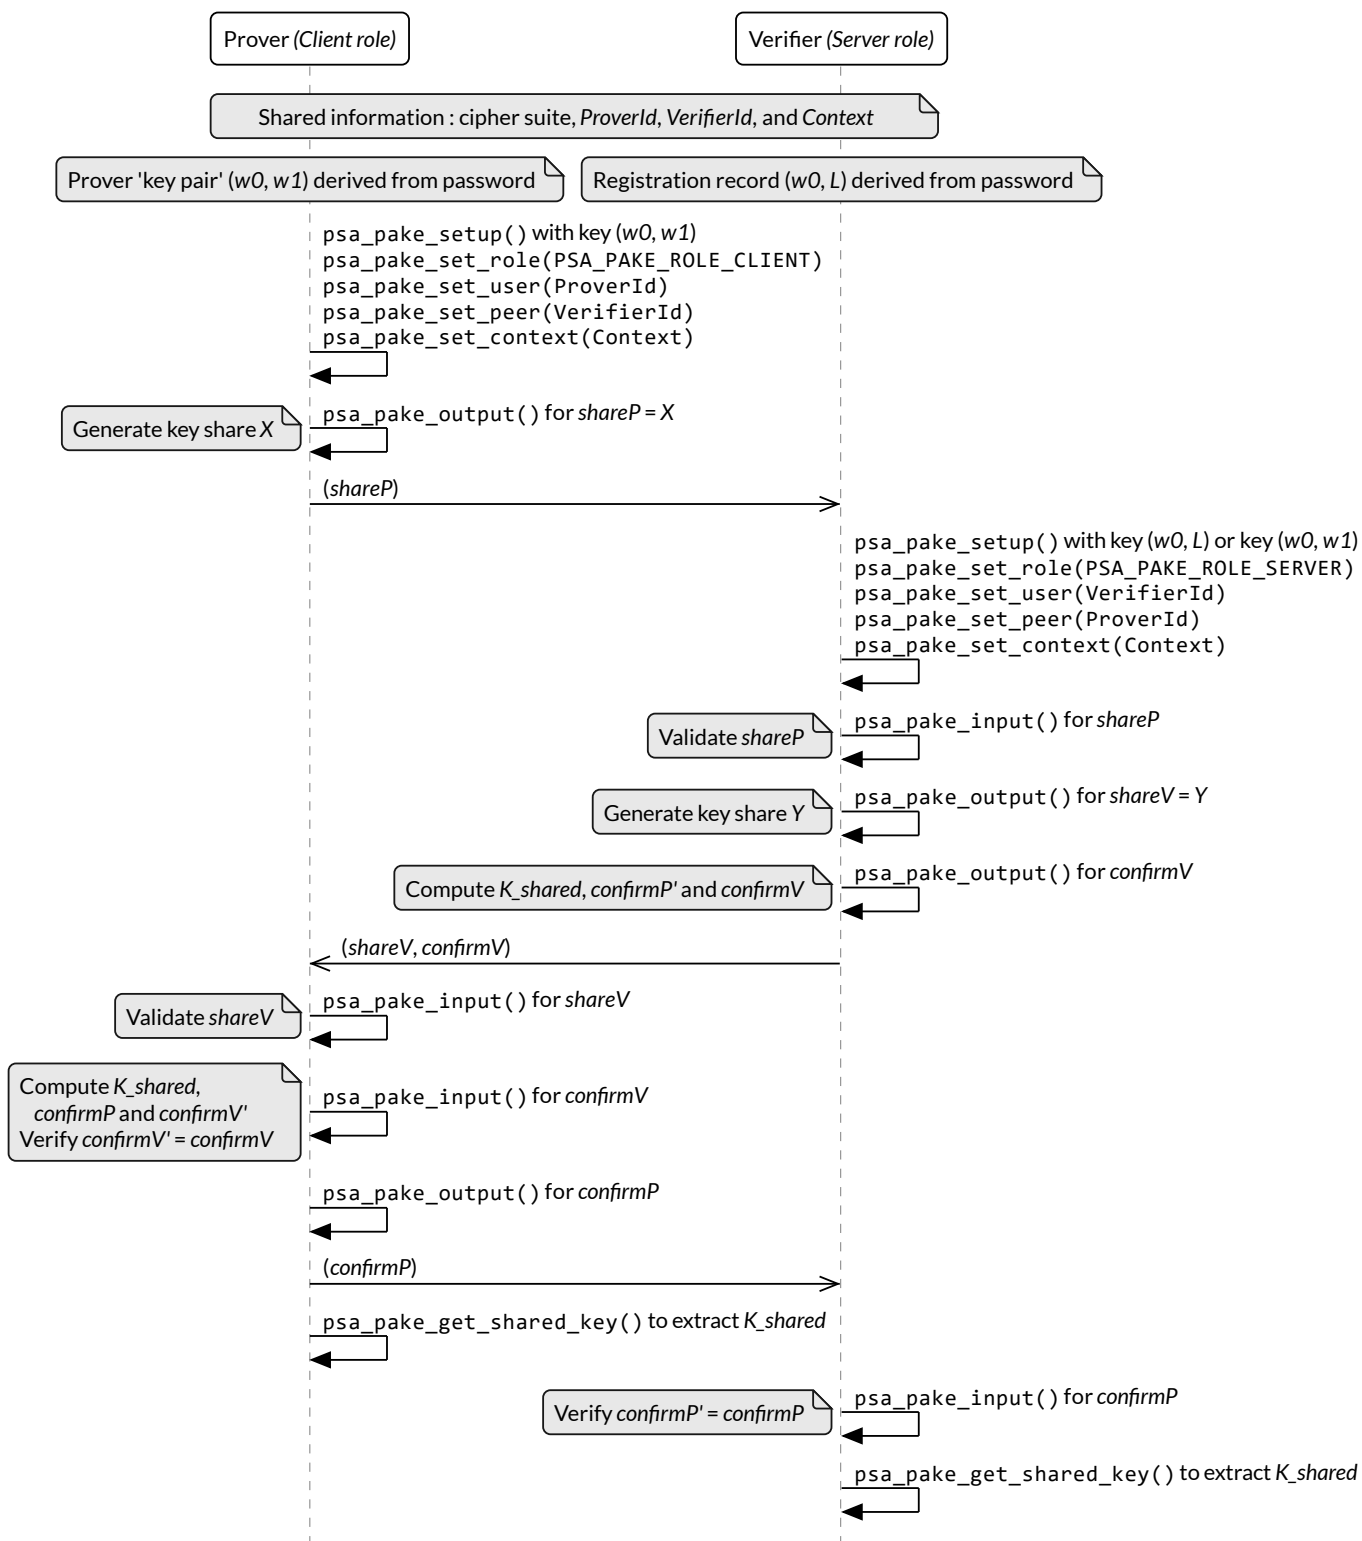 Prover (Client role)
Verifier (Server role)
Shared information : cipher suite, ProverId, VerifierId, and Context
Prover 'key pair' (w0, w1) derived from password
Registration record (w0, L) derived from password
psa_pake_setup() with key (w0, w1)
psa_pake_set_role(PSA_PAKE_ROLE_CLIENT)
psa_pake_set_user(ProverId)
psa_pake_set_peer(VerifierId)
psa_pake_set_context(Context)
Generate key share X
psa_pake_output() for shareP = X
(shareP)
psa_pake_setup() with key (w0, L) or key (w0, w1)
psa_pake_set_role(PSA_PAKE_ROLE_SERVER)
psa_pake_set_user(VerifierId)
psa_pake_set_peer(ProverId)
psa_pake_set_context(Context)
Validate shareP
psa_pake_input() for shareP
Generate key share Y
psa_pake_output() for shareV = Y
Compute K_shared, confirmP' and confirmV
psa_pake_output() for confirmV
(shareV, confirmV)
Validate shareV
psa_pake_input() for shareV
Compute K_shared,
confirmP and confirmV'
Verify confirmV' = confirmV
psa_pake_input() for confirmV
psa_pake_output() for confirmP
(confirmP)
psa_pake_get_shared_key() to extract K_shared
Verify confirmP' = confirmP
psa_pake_input() for confirmP
psa_pake_get_shared_key() to extract K_shared